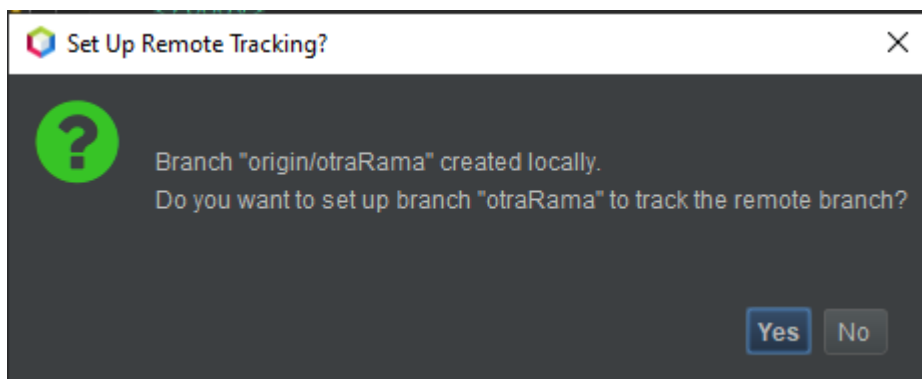 Set Up Remote Tracking?
Branch "origin/otraRama" created locally.
Do you want to set up branch "otraRama" to track the remote branch?
Yes No